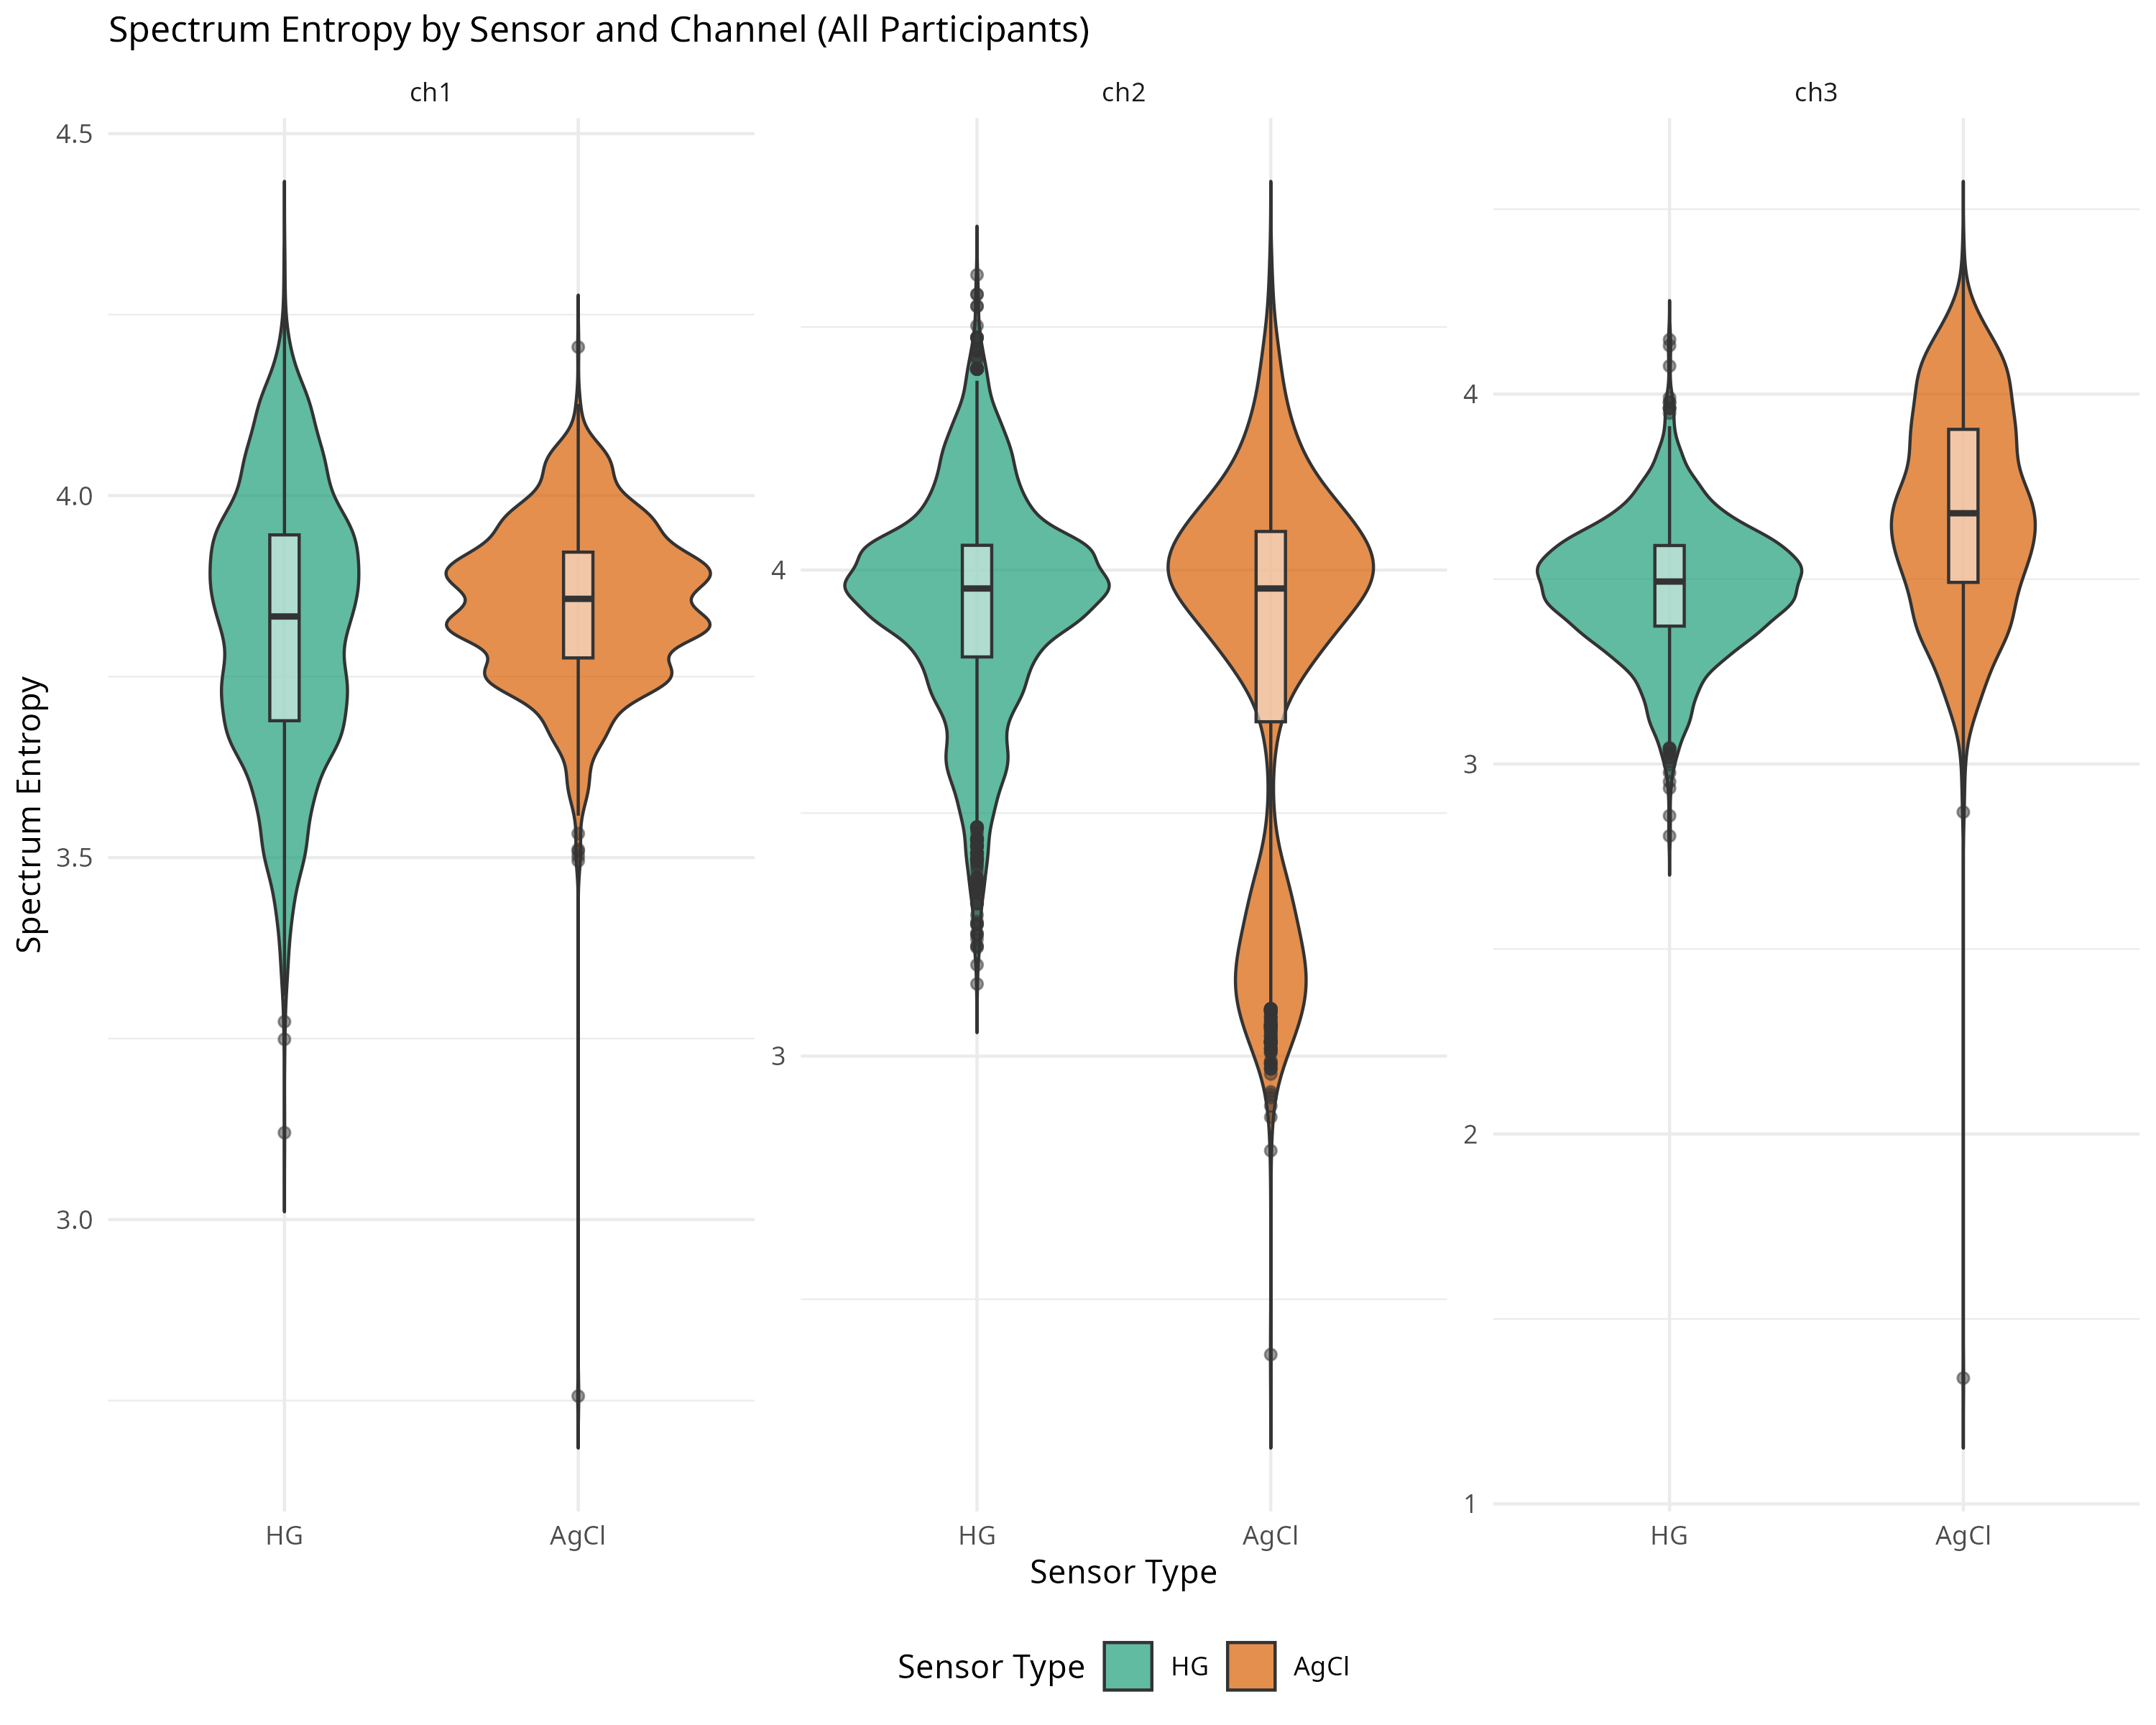 Spectrum Entropy by Sensor and Channel (All Participants)
ch1
ch2
ch3
Spectrum Entropy
4.5
4.0
3.5
3.0
4
3
4
3
2
1
HG
AgCl
HG
AgCl
HG
AgCl
Sensor Type
Sensor Type
HG
AgCl